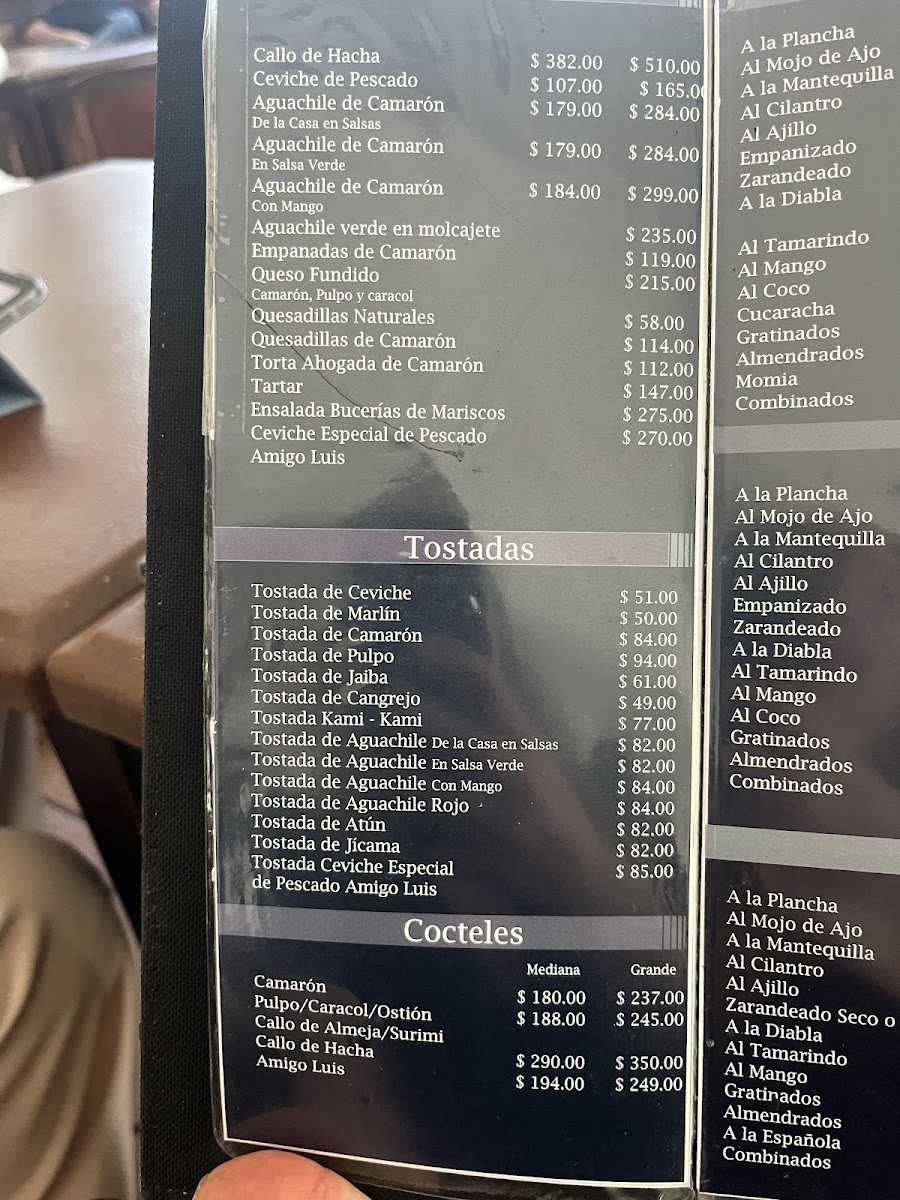 Callo de Hacha $ 382.00 $ 510.00
Ceviche de Pescado $ 107.00 $ 165.0
Aguachile de Camarón $ 179.00 $ 284.00
De la Casa en Salsas
Aguachile de Camarón $ 179.00 $ 284.00
En Salsa Verde
Aguachile de Camarón $ 184.00 $ 299.00
Con Mango
Aguachile verde en molcajete $ 235.00
Empanadas de Camarón $ 119.00
Queso Fundido $ 215.00
Camarón, Pulpo y caracol
Quesadillas Naturales $ 58.00
Quesadillas de Camarón $ 114.00
Torta Ahogada de Camarón $ 112.00
Tartar $ 147.00
Ensalada Bucerías de Mariscos $ 275.00
Ceviche Especial de Pescado $ 270.00
Amigo Luis
Tostadas
Tostada de Ceviche $ 51.00
Tostada de Marlín $ 50.00
Tostada de Camarón $ 84.00
Tostada de Pulpo $ 94.00
Tostada de Jaiba $ 61.00
Tostada de Cangrejo $ 49.00
Tostada Kami - Kami $ 77.00
Tostada de Aguachile De la Casa en Salsas $ 82.00
Tostada de Aguachile En Salsa Verde $ 82.00
Tostada de Aguachile Con Mango $ 84.00
Tostada de Aguachile Rojo $ 84.00
Tostada de Atún $ 82.00
Tostada de Jícama $ 82.00
Tostada Ceviche Especial $ 85.00
de Pescado Amigo Luis
Cocteles
Mediana Grande
Camarón $ 180.00 $ 237.00
Pulpo/Caracol/Ostión $ 188.00 $ 245.00
Callo de Almeja/Surimi
Callo de Hacha $ 290.00 $ 350.00
Amigo Luis $ 194.00 $ 249.00
A la Plancha
Al Mojo de Ajo
A la Mantequilla
Al Cilantro
Al Ajillo
Empanizado
Zarandeado
A la Diabla
Al Tamarindo
Al Mango
Al Coco
Cucaracha
Gratinados
Almendrados
Momia
Combinados
A la Plancha
Al Mojo de Ajo
A la Mantequilla
Al Cilantro
Al Ajillo
Empanizado
Zarandeado
A la Diabla
Al Tamarindo
Al Mango
Al Coco
Gratinados
Almendrados
Combinados
A la Plancha
Al Mojo de Ajo
A la Mantequilla
Al Cilantro
Al Ajillo
Zarandeado Seco o
A la Diabla
Al Tamarindo
Al Mango
Gratinados
Almendrados
A la Española
Combinados